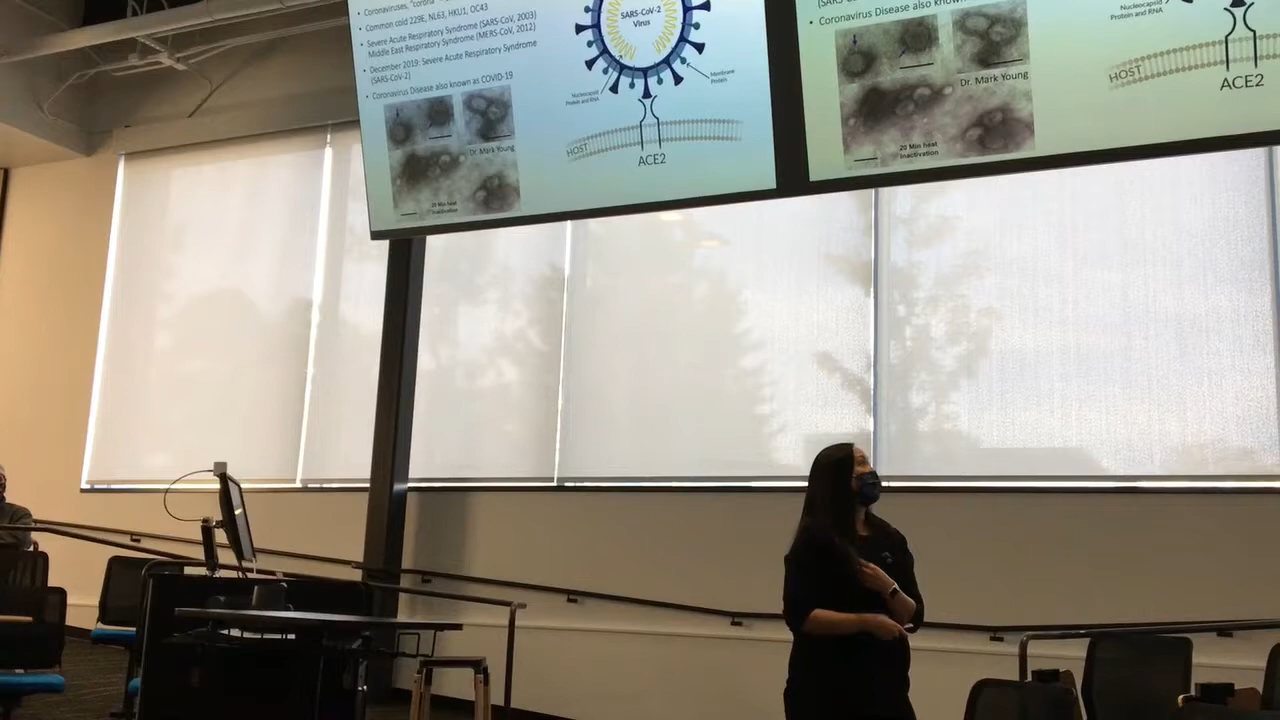 Coronaviruses, "corona"
Common cold 229E, NL63, HKU1, OC43
Severe Acute Respiratory Syndrome (SARS-CoV, 2003)
Middle East Respiratory Syndrome (MERS-CoV, 2012)
December 2019: Severe Acute Respiratory Syndrome
(SARS-CoV-2)
Coronavirus Disease also known as COVID-19
Dr. Mark Young
20 Min heat
inactivation
SARS-CoV-2
Virus
Membrane
Protein
Nucleocapsid
Protein and RNA
HOST
ACE2
Coronavirus Disease also known
Dr. Mark Young
20 Min heat
inactivation
Nucleocapsid
Protein and RNA
HOST
ACE2